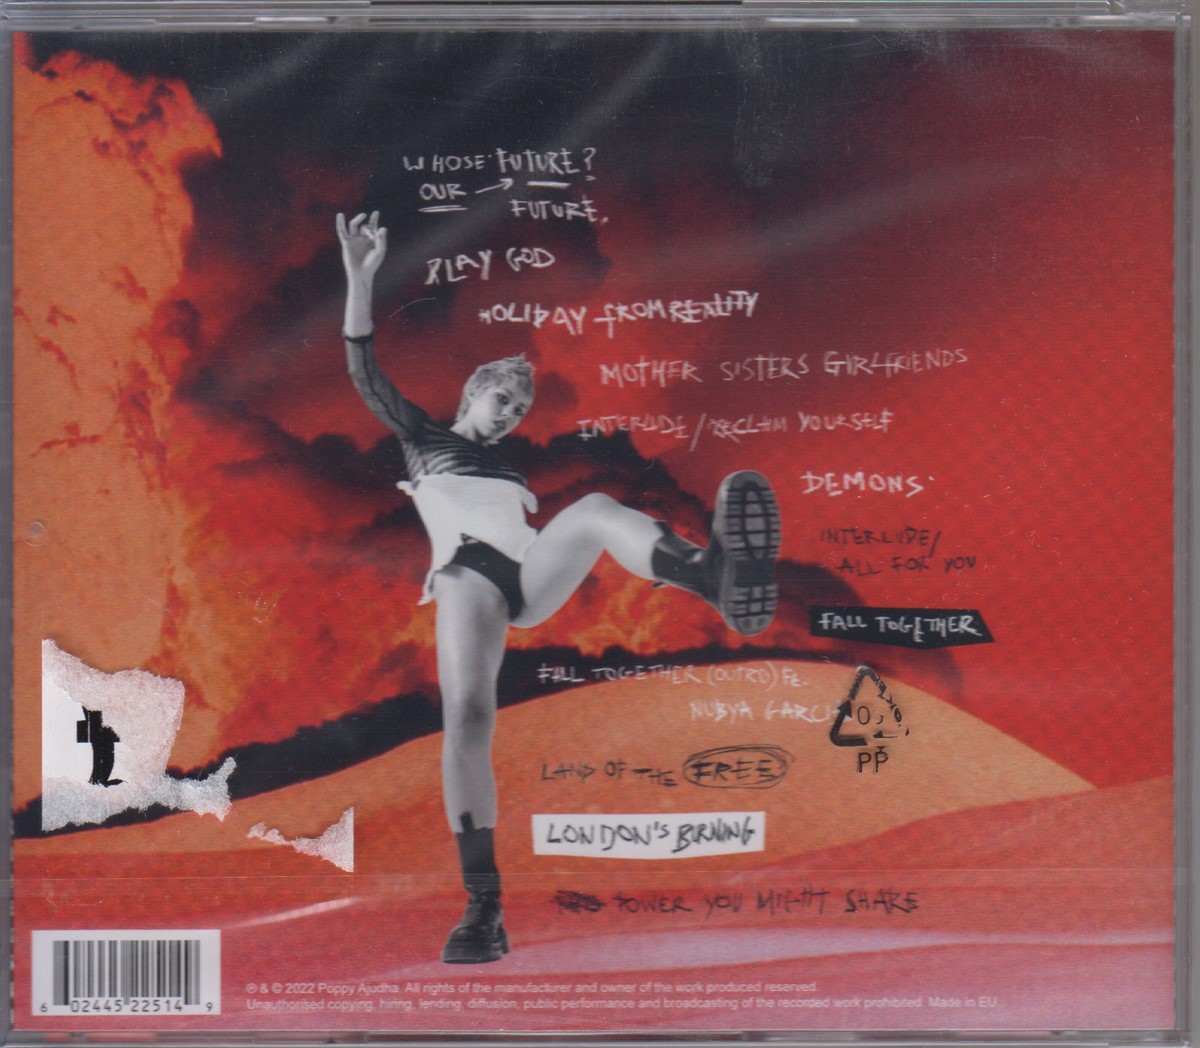 WHOSE FUTURE?
OUR → FUTURE.
PLAY GOD
HOLIDAY FROM REALITY
MOTHER SISTERS GIRLFRIENDS
INTERLUDE/RECLAIM YOURSELF
DEMONS
INTERLUDE/
ALL FOR YOU
FALL TOGETHER
FALL TOGETHER (OUTRO) FE.
NUBYA GARCI
LAND OF THE FREE
PP
LONDON'S BURNING
POWER YOU MIGHT SHARE
6 02445 22514 9
℗ & © 2022 Poppy Ajudha. All rights of the manufacturer and owner of the work produced reserved.
Unauthorised copying, hiring, lending, diffusion, public performance and broadcasting of the recorded work prohibited. Made in EU.